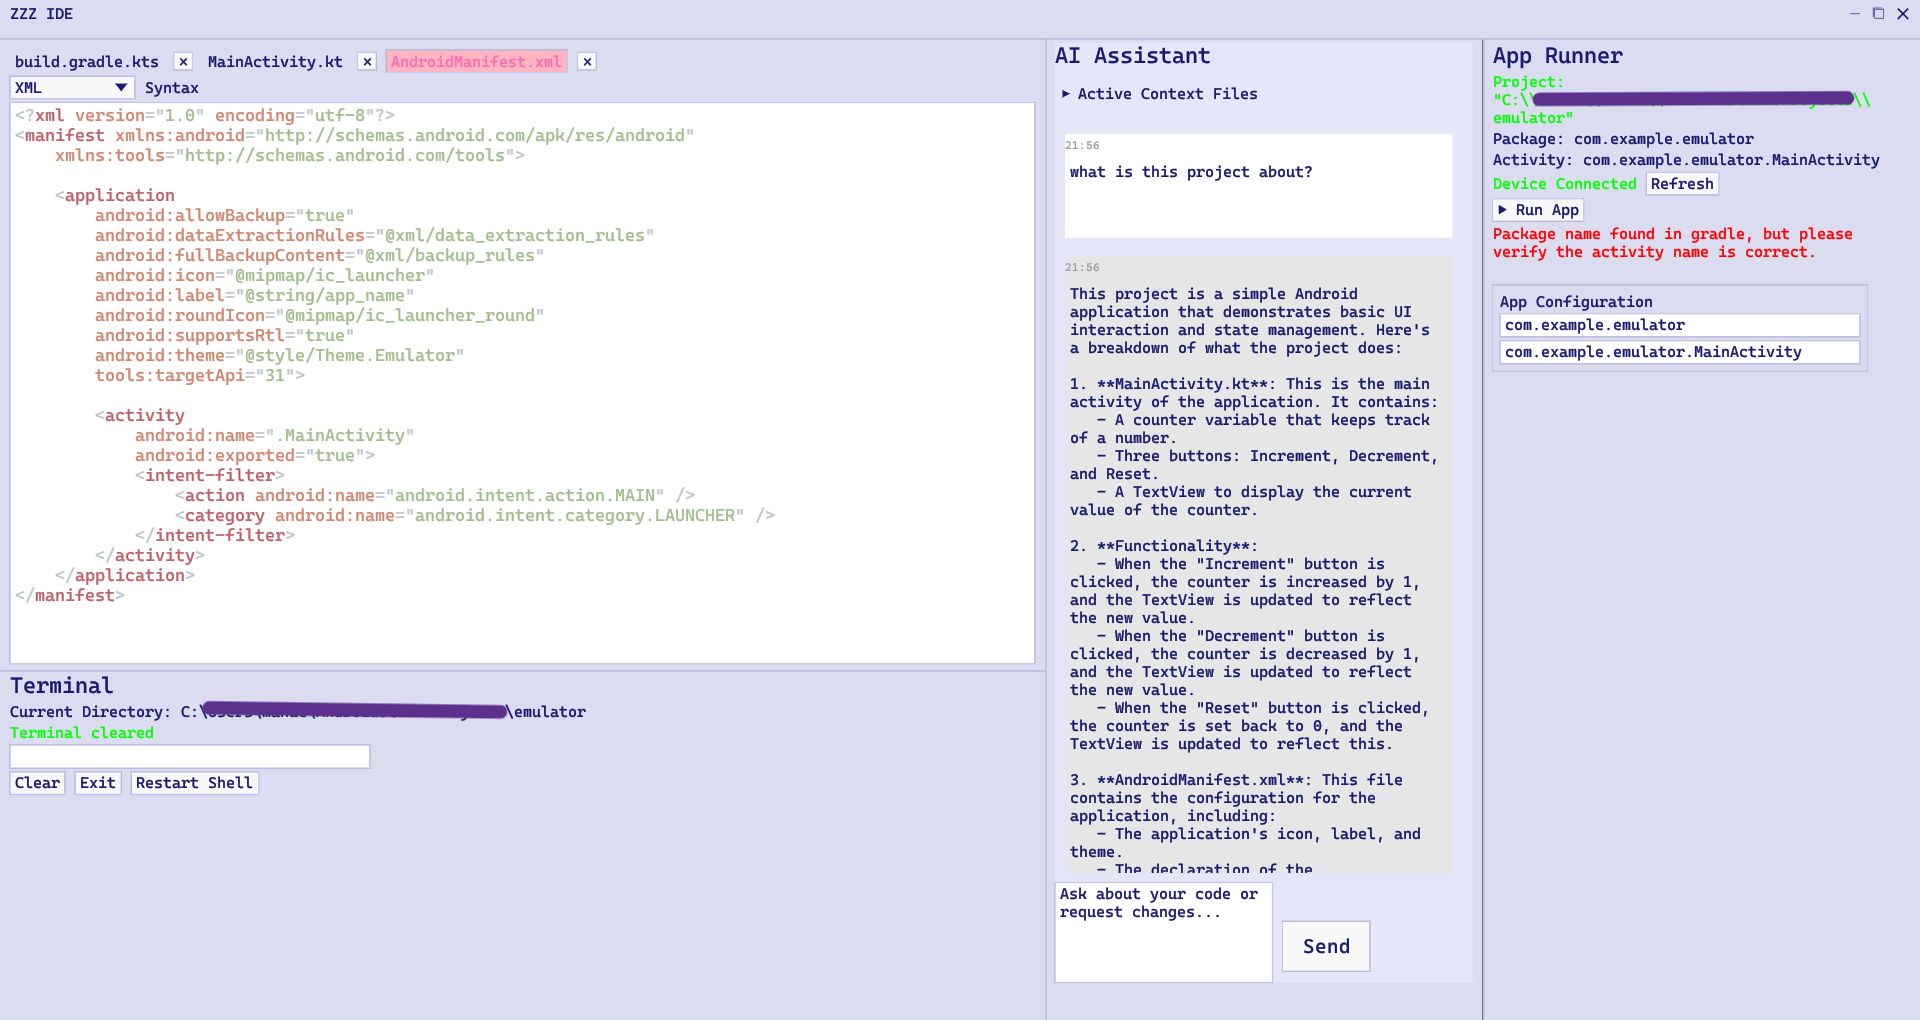 ZZZ IDE
build.gradle.kts × MainActivity.kt × AndroidManifest.xml ×
XML Syntax
<?xml version="1.0" encoding="utf-8"?>
<manifest xmlns:android="http://schemas.android.com/apk/res/android"
    xmlns:tools="http://schemas.android.com/tools">
    <application
        android:allowBackup="true"
        android:dataExtractionRules="@xml/data_extraction_rules"
        android:fullBackupContent="@xml/backup_rules"
        android:icon="@mipmap/ic_launcher"
        android:label="@string/app_name"
        android:roundIcon="@mipmap/ic_launcher_round"
        android:supportsRtl="true"
        android:theme="@style/Theme.Emulator"
        tools:targetApi="31">
        <activity
            android:name=".MainActivity"
            android:exported="true">
            <intent-filter>
                <action android:name="android.intent.action.MAIN" />
                <category android:name="android.intent.category.LAUNCHER" />
            </intent-filter>
        </activity>
    </application>
</manifest>
Terminal
Current Directory: C:\ \emulator
Terminal cleared
Clear Exit Restart Shell
AI Assistant
Active Context Files
21:56
what is this project about?
21:56
This project is a simple Android
application that demonstrates basic UI
interaction and state management. Here's
a breakdown of what the project does:
1. **MainActivity.kt**: This is the main
activity of the application. It contains:
   - A counter variable that keeps track
of a number.
   - Three buttons: Increment, Decrement,
and Reset.
   - A TextView to display the current
value of the counter.
2. **Functionality**:
   - When the "Increment" button is
clicked, the counter is increased by 1,
and the TextView is updated to reflect
the new value.
   - When the "Decrement" button is
clicked, the counter is decreased by 1,
and the TextView is updated to reflect
the new value.
   - When the "Reset" button is clicked,
the counter is set back to 0, and the
TextView is updated to reflect this.
3. **AndroidManifest.xml**: This file
contains the configuration for the
application, including:
   - The application's icon, label, and
theme.
   - The declaration of the
Ask about your code or
request changes...
Send
App Runner
Project:
"C:\\ \\
emulator"
Package: com.example.emulator
Activity: com.example.emulator.MainActivity
Device Connected Refresh
Run App
Package name found in gradle, but please
verify the activity name is correct.
App Configuration
com.example.emulator
com.example.emulator.MainActivity